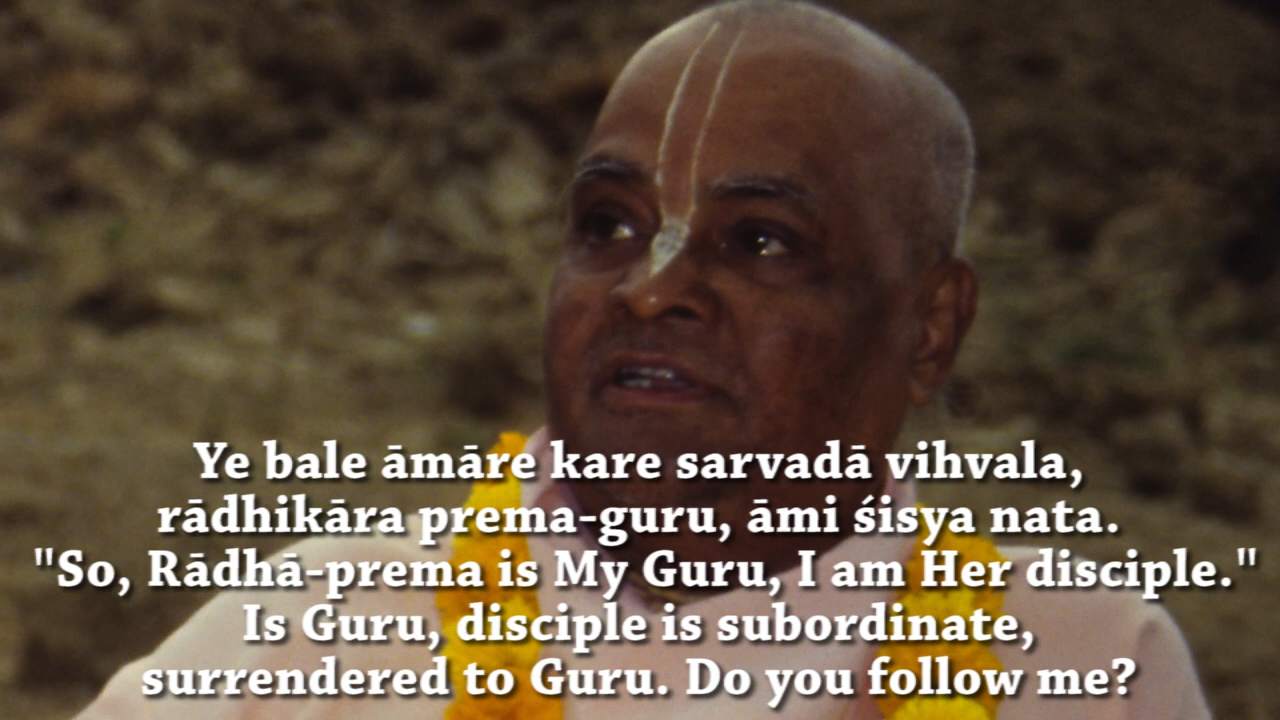 Ye bale āmāre kare sarvadā vihvala,
rādhikāra prema-guru, āmi śisya nata.
"So, Rādhā-prema is My Guru, I am Her disciple."
Is Guru, disciple is subordinate,
surrendered to Guru. Do you follow me?